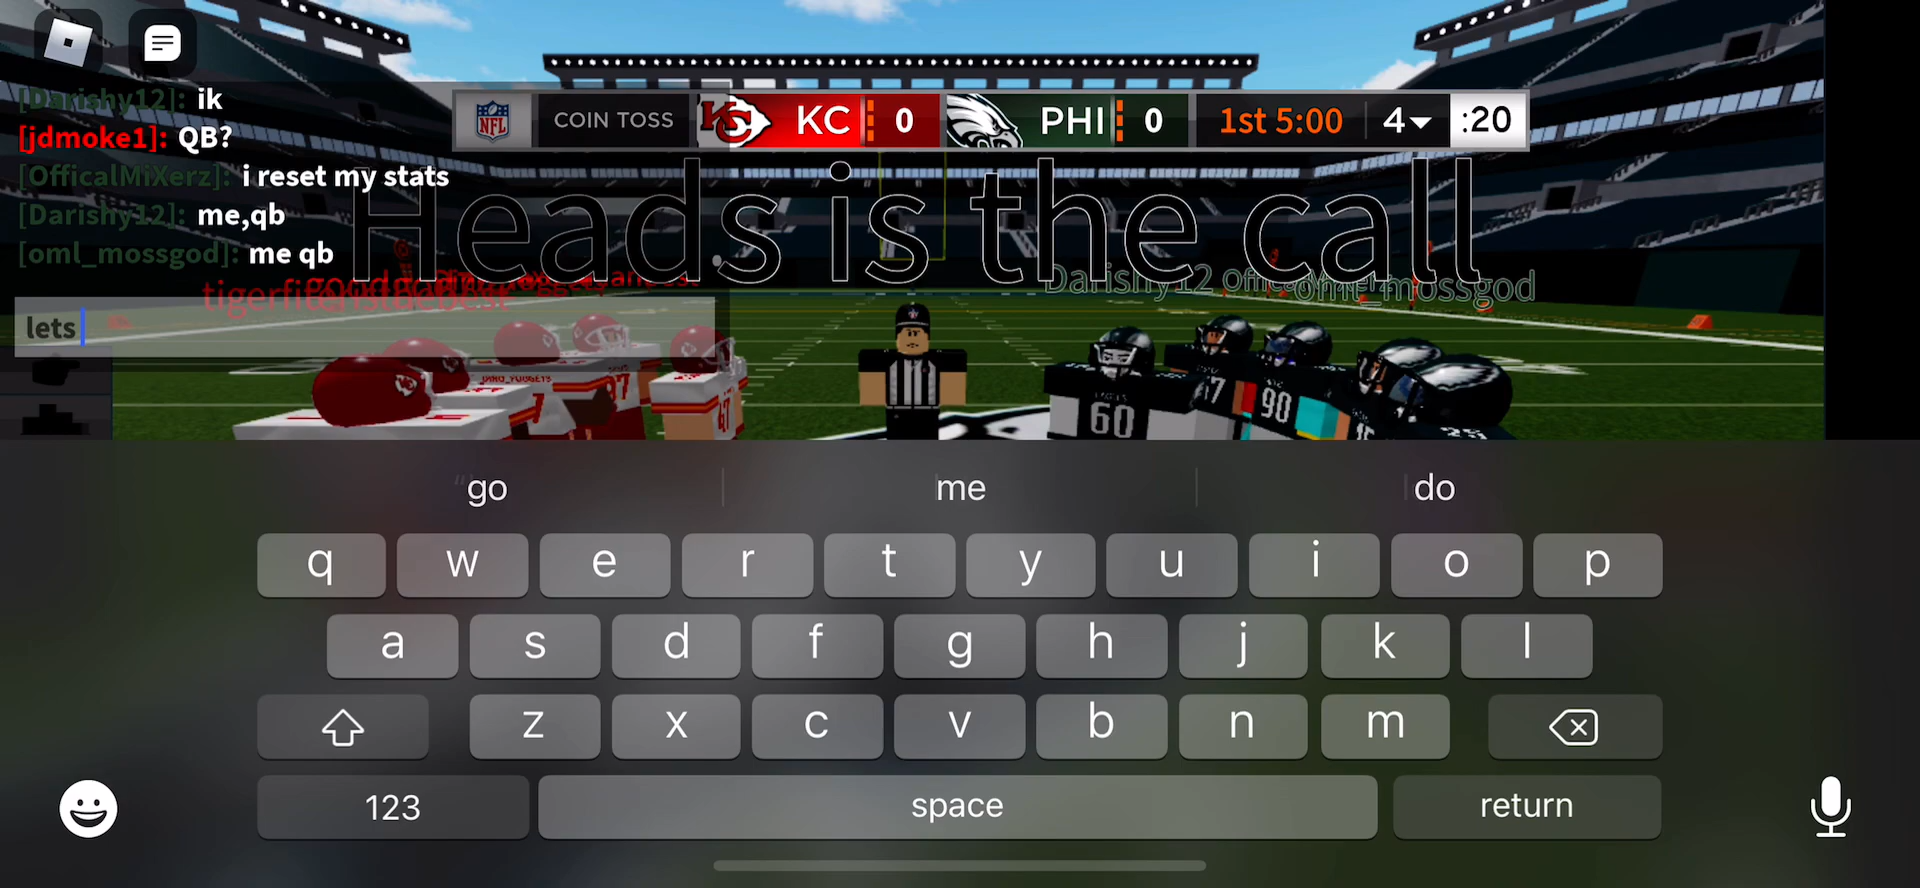 [Darishy12]: ik
[jdmoke1]: QB?
[OfficalMiXerz]: i reset my stats
[Darishy12]: me,qb
[oml_mossgod]: me qb
NFL COIN TOSS KC 0 PHI 0 1st 5:00 4 :20
Heads is the call
Darishy12
oml_mossgod
lets
60
90
go me do
q w e r t y u i o p
a s d f g h j k l
z x c v b n m
123 space return